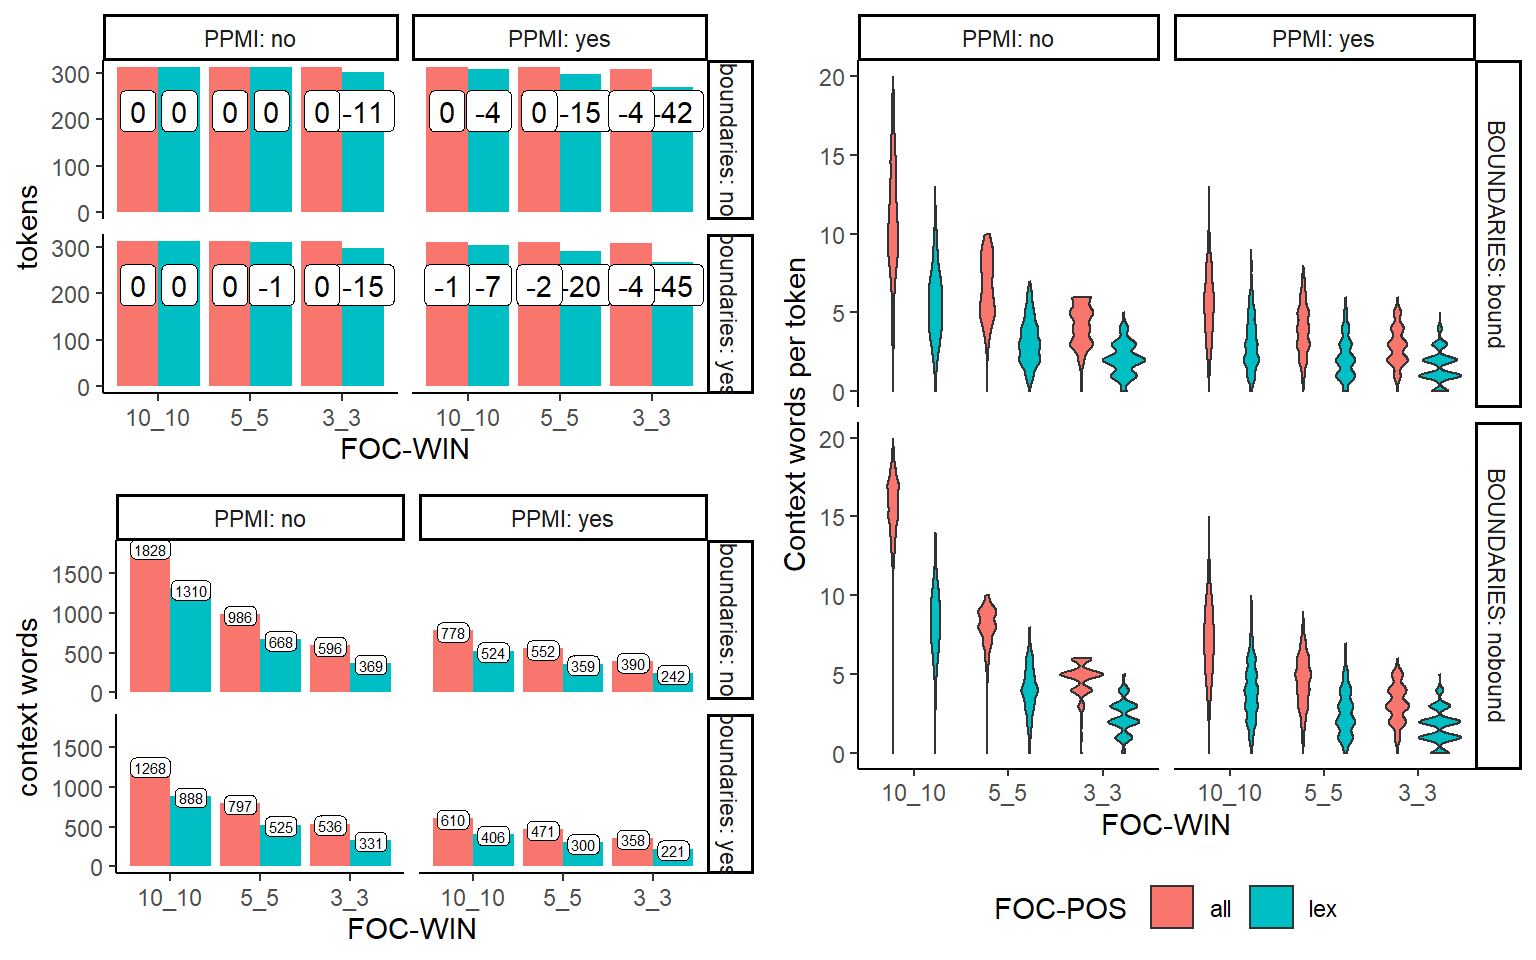 PPMI: no PPMI: yes
300
200
100
0
0 0 0 0 0 -11
0 -4 0 -15 -4 -42
boundaries: no
tokens
300
200
100
0
0 0 0 -1 0 -15
-1 -7 -2 -20 -4 -45
boundaries: yes
10_10 5_5 3_3 10_10 5_5 3_3
FOC-WIN
PPMI: no PPMI: yes
1500
1000
500
0
1828 1310 986 668 596 369
778 524 552 359 390 242
boundaries: no
context words
1500
1000
500
0
1268 888 797 525 536 331
610 406 471 300 358 221
boundaries: yes
10_10 5_5 3_3 10_10 5_5 3_3
FOC-WIN
PPMI: no PPMI: yes
20
15
10
5
0
BOUNDARIES: bound
Context words per token
20
15
10
5
0
BOUNDARIES: nobound
10_10 5_5 3_3 10_10 5_5 3_3
FOC-WIN
FOC-POS all lex